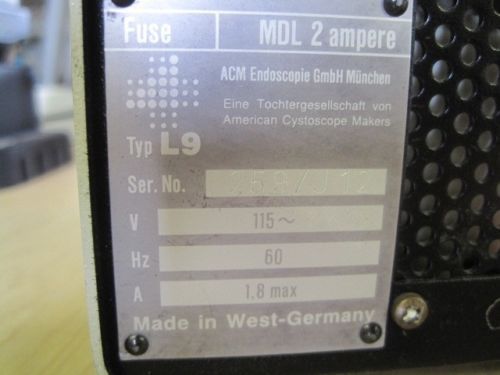 Fuse MDL 2 ampere
ACM Endoscopie GmbH München
Eine Tochtergesellschaft von
American Cystoscope Makers
Typ L9
Ser. No.
V 115~
Hz 60
A 1,8 max
Made in West-Germany